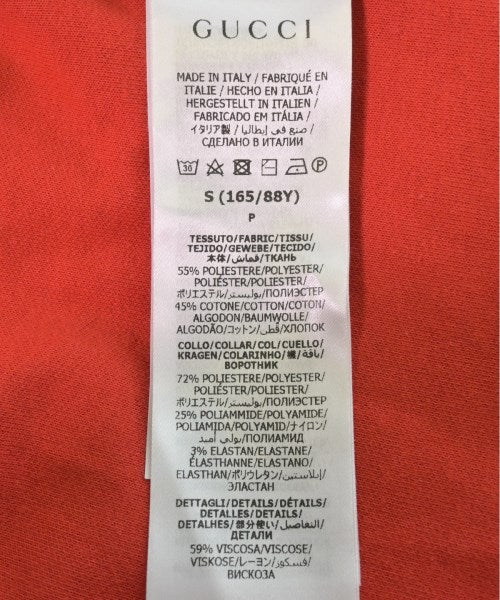 GUCCI
MADE IN ITALY / FABRIQUÉ EN
ITALIE / HECHO EN ITALIA /
HERGESTELLT IN ITALIEN /
FABRICADO EM ITÁLIA /
イタリア製 / صنع في إيطاليا /
СДЕЛАНО В ИТАЛИИ
30 P
S (165/88Y)
P
TESSUTO/FABRIC/TISSU/
TEJIDO/GEWEBE/TECIDO/
本体/قماش/ТКАНЬ
55% POLIESTERE/POLYESTER/
POLIÉSTER/POLIESTER/
ポリエステル/بوليستر/ПОЛИЭСТЕР
45% COTONE/COTTON/COTON/
ALGODON/BAUMWOLLE/
ALGODÃO/コットン/قطن/ХЛОПОК
COLLO/COLLAR/COL/CUELLO/
KRAGEN/COLARINHO/襟/ياقة/
ВОРОТНИК
72% POLIESTERE/POLYESTER/
POLIÉSTER/POLIESTER/
ポリエステル/بوليستر/ПОЛИЭСТЕР
25% POLIAMMIDE/POLYAMIDE/
POLIAMIDA/POLYAMID/ナイロン/
بولي أميد/ПОЛИАМИД
3% ELASTAN/ELASTANE/
ÉLASTHANNE/ELASTANO/
ELASTHAN/ポリウレタン/إيلاستين/
ЭЛАСТАН
DETTAGLI/DETAILS/DÉTAILS/
DETALLES/DETAILS/
DETALHES/部分使い/التفاصيل/
ДЕТАЛИ
59% VISCOSA/VISCOSE/
VISKOSE/レーヨン/فسكوز/
ВИСКОЗА